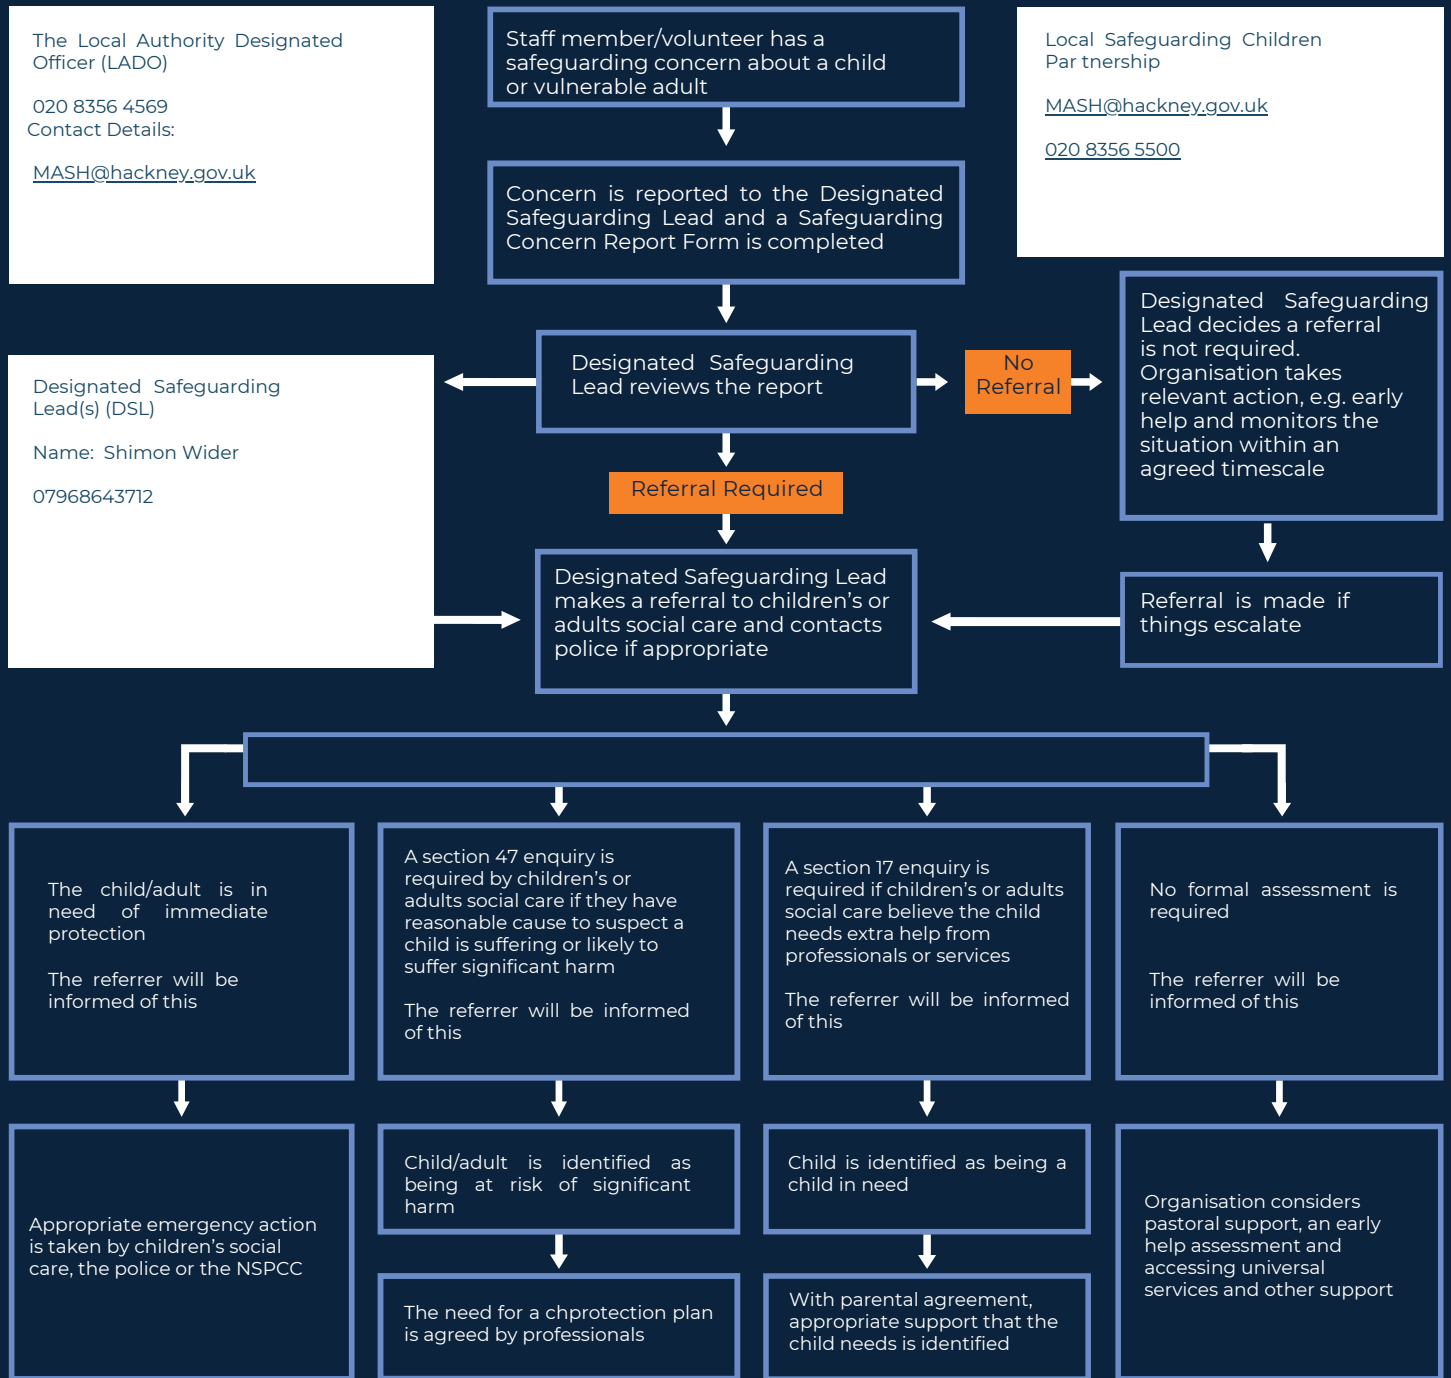 The Local Authority Designated
Officer (LADO)
020 8356 4569
Contact Details:
MASH@hackney.gov.uk
Staff member/volunteer has a
safeguarding concern about a child
or vulnerable adult
Local Safeguarding Children
Par tnership
MASH@hackney.gov.uk
020 8356 5500
Concern is reported to the Designated
Safeguarding Lead and a Safeguarding
Concern Report Form is completed
Designated Safeguarding
Lead(s) (DSL)
Name: Shimon Wider
07968643712
Designated Safeguarding
Lead reviews the report
No
Referral
Designated Safeguarding
Lead decides a referral
is not required.
Organisation takes
relevant action, e.g. early
help and monitors the
situation within an
agreed timescale
Referral Required
Designated Safeguarding Lead
makes a referral to children’s or
adults social care and contacts
police if appropriate
Referral is made if
things escalate
The child/adult is in
need of immediate
protection
The referrer will be
informed of this
A section 47 enquiry is
required by children’s or
adults social care if they have
reasonable cause to suspect a
child is suffering or likely to
suffer significant harm
The referrer will be informed
of this
A section 17 enquiry is
required if children’s or adults
social care believe the child
needs extra help from
professionals or services
The referrer will be informed
of this
No formal assessment is
required
The referrer will be
informed of this
Appropriate emergency action
is taken by children’s social
care, the police or the NSPCC
Child/adult is identified as
being at risk of significant
harm
The need for a chprotection plan
is agreed by professionals
Child is identified as being a
child in need
With parental agreement,
appropriate support that the
child needs is identified
Organisation considers
pastoral support, an early
help assessment and
accessing universal
services and other support